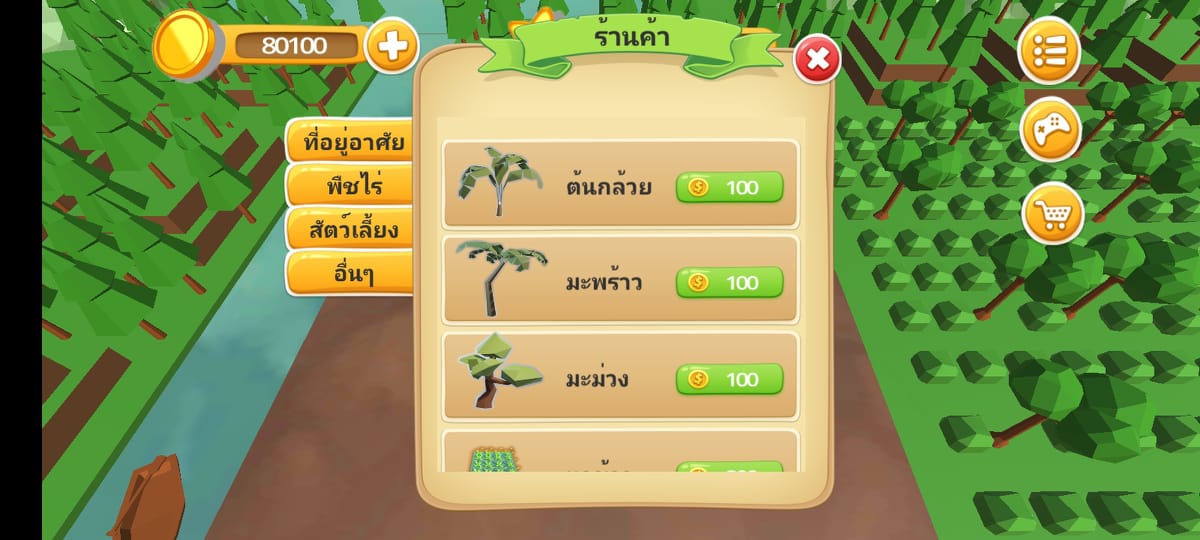 80100
ร้านค้า
ที่อยู่อาศัย
พืชไร่
สัตว์เลี้ยง
อื่นๆ
ต้นกล้วย 100
มะพร้าว 100
มะม่วง 100